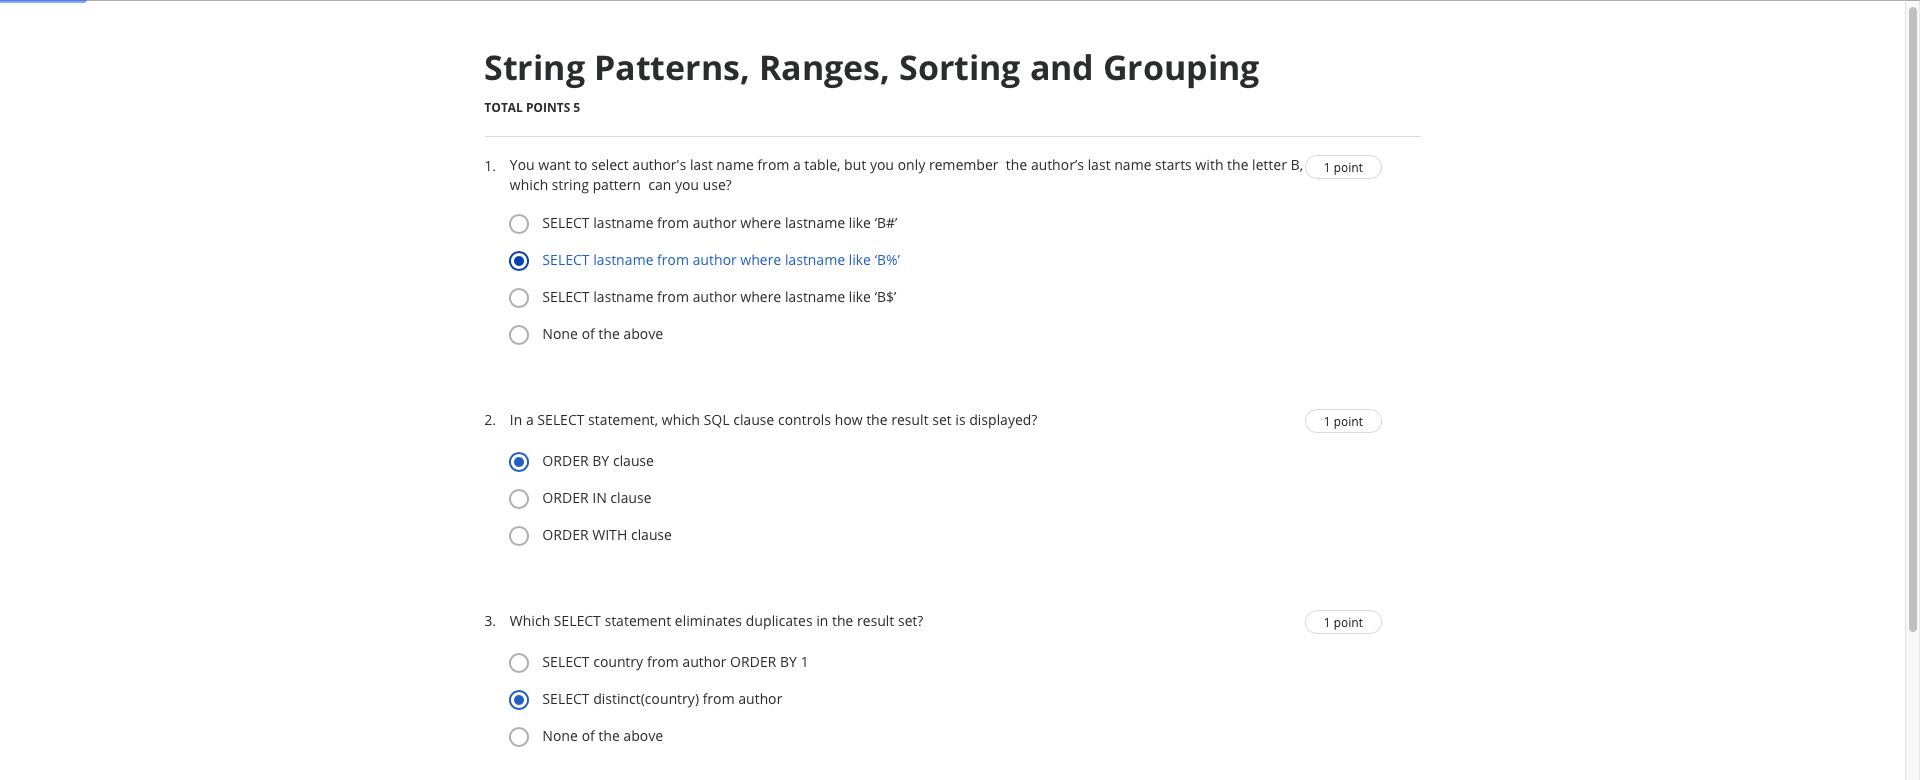 String Patterns, Ranges, Sorting and Grouping
TOTAL POINTS 5
1. You want to select author's last name from a table, but you only remember  the author’s last name starts with the letter B, 1 point
which string pattern  can you use?
SELECT lastname from author where lastname like ‘B#’
SELECT lastname from author where lastname like ‘B%’
SELECT lastname from author where lastname like ‘B$’
None of the above
2. In a SELECT statement, which SQL clause controls how the result set is displayed? 1 point
ORDER BY clause
ORDER IN clause
ORDER WITH clause
3. Which SELECT statement eliminates duplicates in the result set? 1 point
SELECT country from author ORDER BY 1
SELECT distinct(country) from author
None of the above